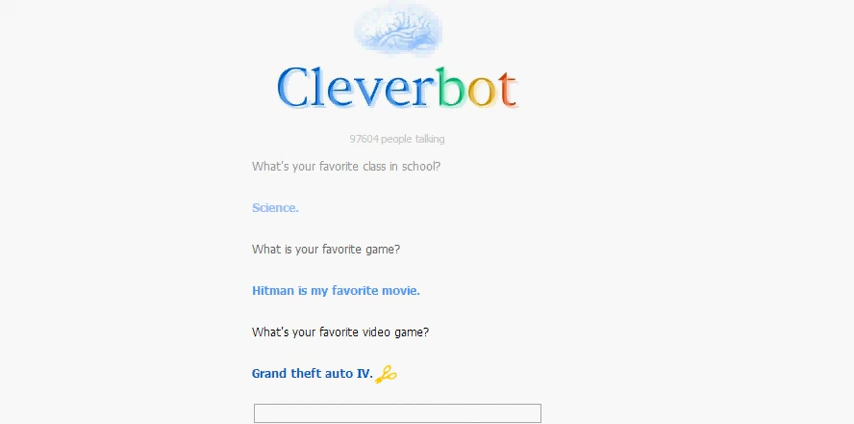 Cleverbot
97604 people talking
What's your favorite class in school?
Science.
What is your favorite game?
Hitman is my favorite movie.
What's your favorite video game?
Grand theft auto IV.